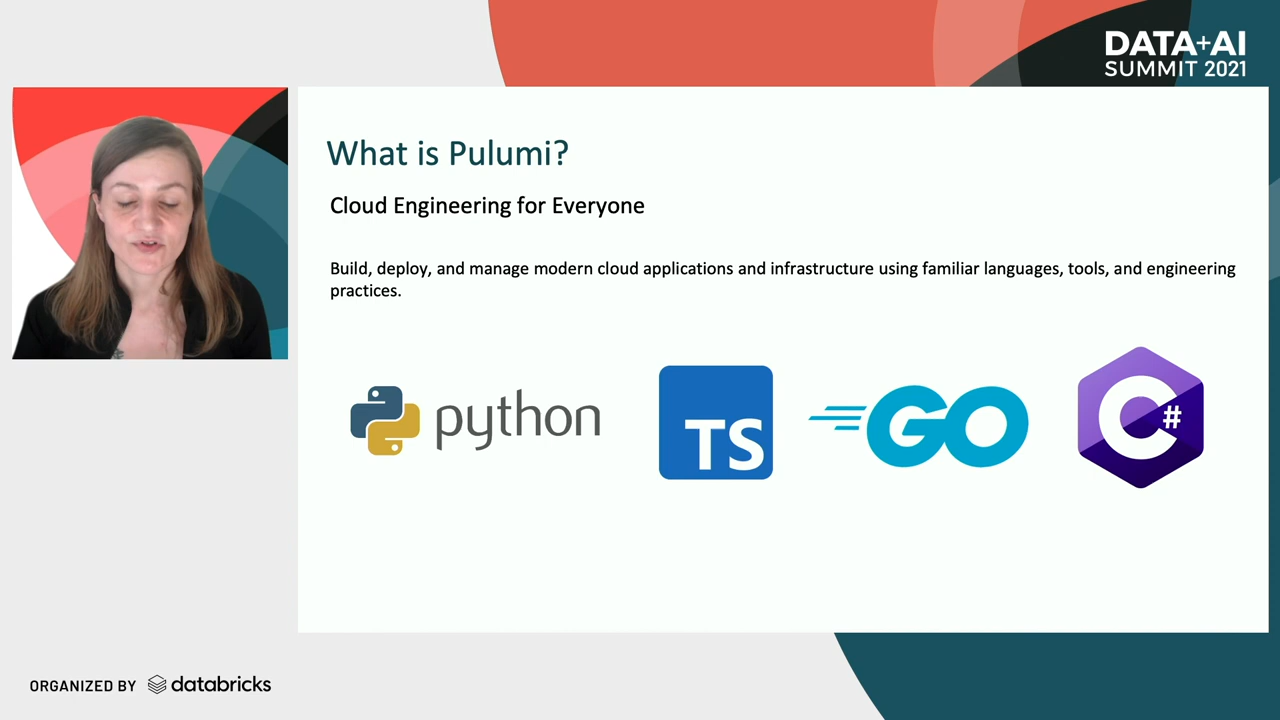 DATA+AI
SUMMIT 2021
What is Pulumi?
Cloud Engineering for Everyone
Build, deploy, and manage modern cloud applications and infrastructure using familiar languages, tools, and engineering
practices.
python
TS
GO
C#
ORGANIZED BY databricks